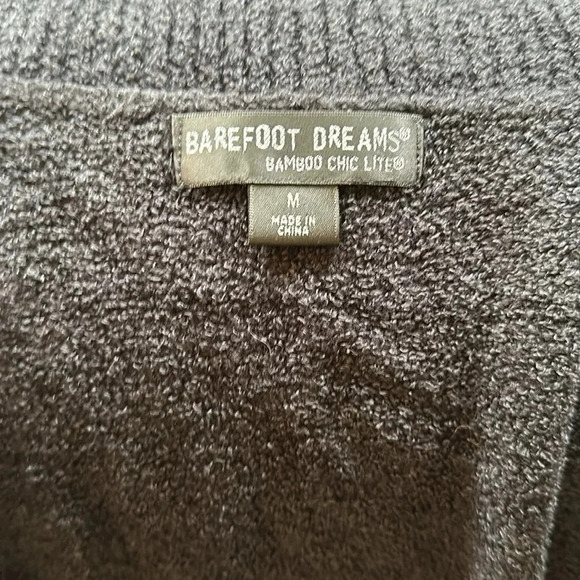 BAREFOOT DREAMS®
BAMBOO CHIC LITE®
M
MADE IN
CHINA